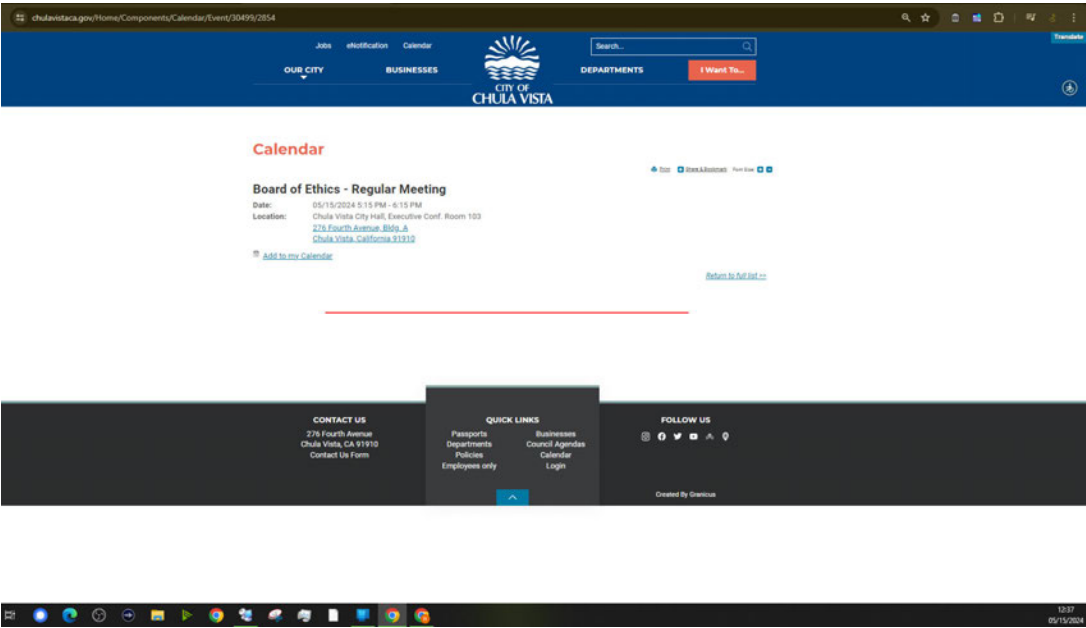 chulavistaca.gov/Home/Components/Calendar/Event/30499/2854
Translate
Jobs eNotification Calendar
Search...
OUR CITY BUSINESSES DEPARTMENTS I Want To...
CITY OF
CHULA VISTA
Calendar
Print Share & Bookmark Font Size:
Board of Ethics - Regular Meeting
Date: 05/15/2024 5:15 PM - 6:15 PM
Location: Chula Vista City Hall, Executive Conf. Room 103
276 Fourth Avenue, Bldg. A
Chula Vista, California 91910
Add to my Calendar
Return to full list >>
CONTACT US
276 Fourth Avenue
Chula Vista, CA 91910
Contact Us Form
QUICK LINKS
Passports Businesses
Departments Council Agendas
Policies Calendar
Employees only Login
FOLLOW US
Created By Granicus
12:37
05/15/2024